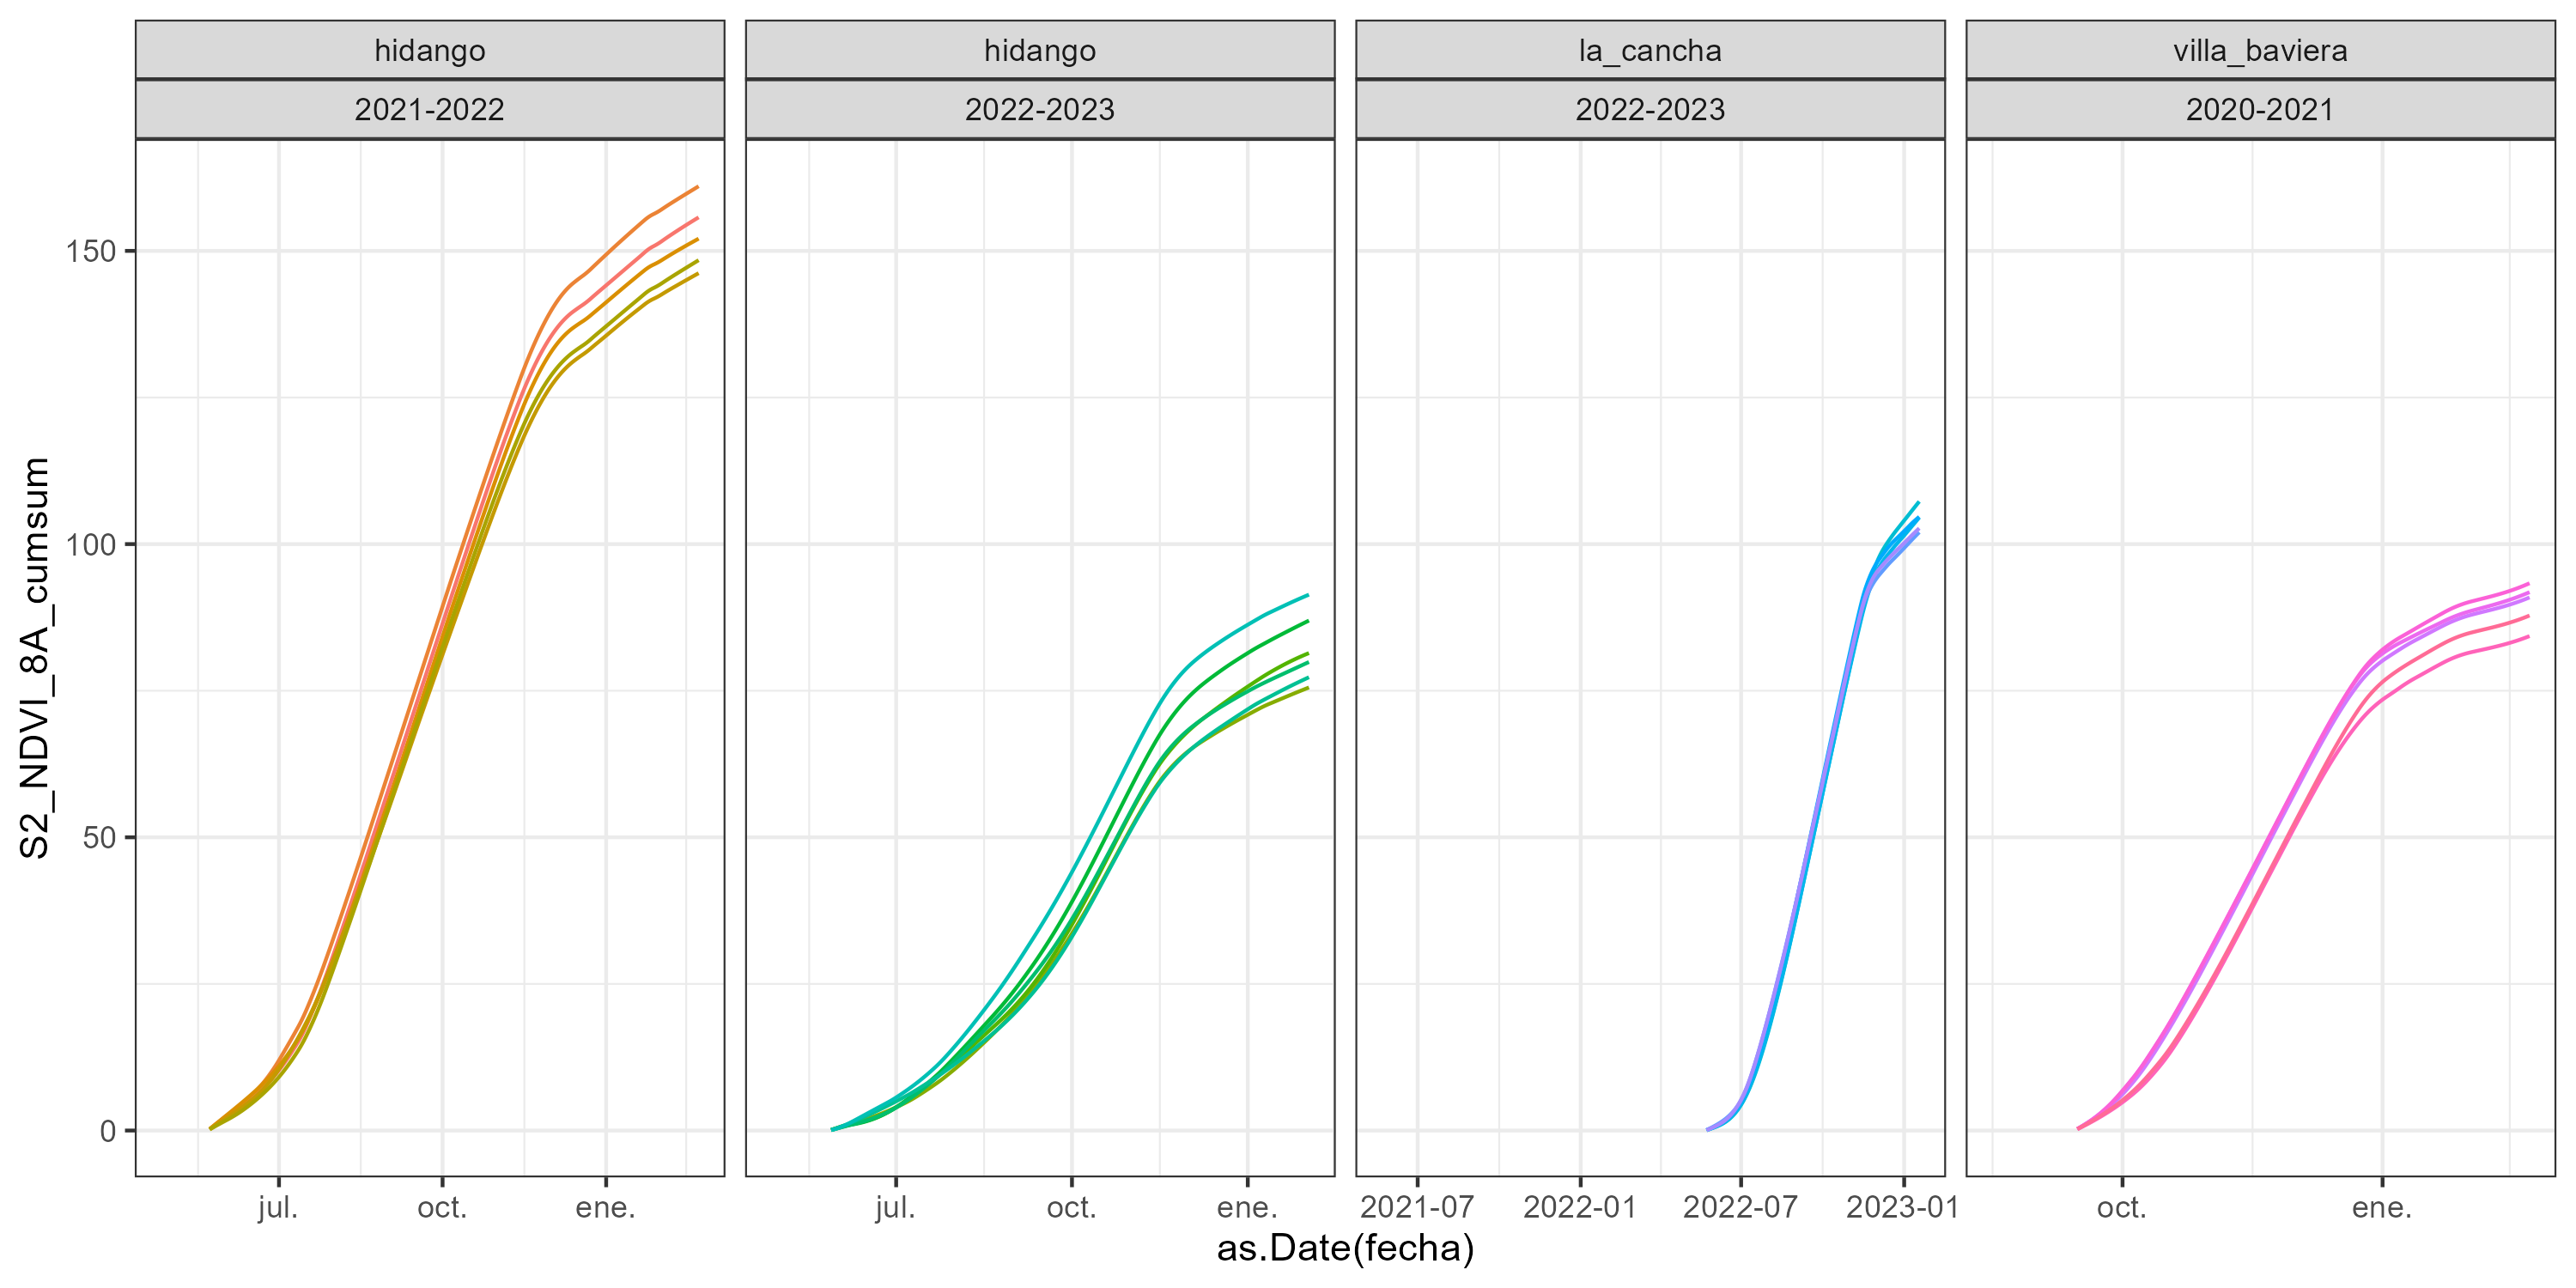 hidango hidango la_cancha villa_baviera
2021-2022 2022-2023 2022-2023 2020-2021
S2_NDVI_8A_cumsum
150
100
50
0
jul. oct. ene. jul. oct. ene. 2021-07 2022-01 2022-07 2023-01 oct. ene.
as.Date(fecha)